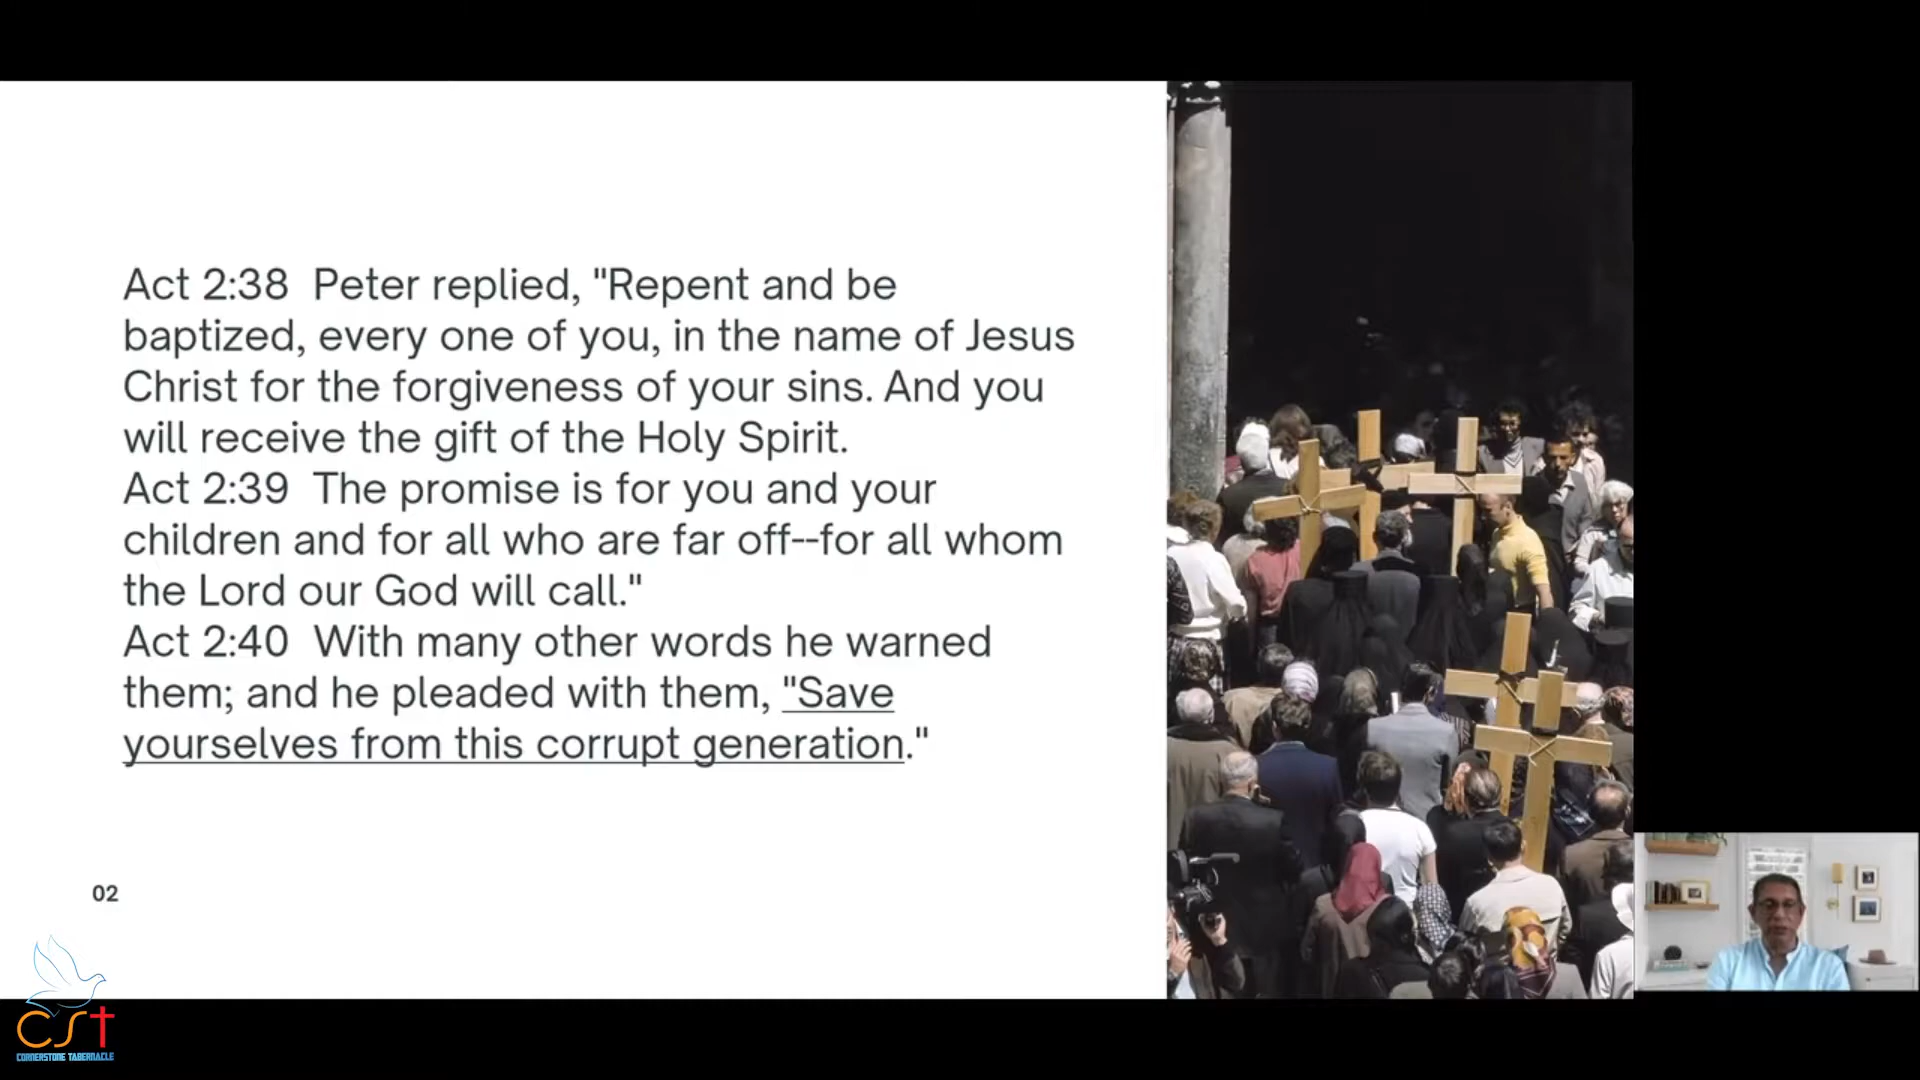 Act 2:38  Peter replied, "Repent and be
baptized, every one of you, in the name of Jesus
Christ for the forgiveness of your sins. And you
will receive the gift of the Holy Spirit.
Act 2:39  The promise is for you and your
children and for all who are far off--for all whom
the Lord our God will call."
Act 2:40  With many other words he warned
them; and he pleaded with them, "Save
yourselves from this corrupt generation."
02
CST
CORNERSTONE TABERNACLE